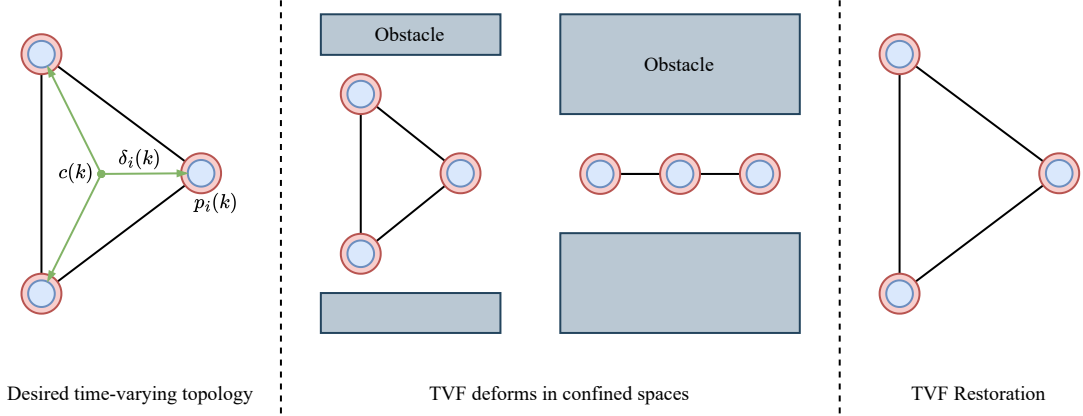 Obstacle
Obstacle
δ_i(k)
c(k)
p_i(k)
Desired time-varying topology
TVF deforms in confined spaces
TVF Restoration